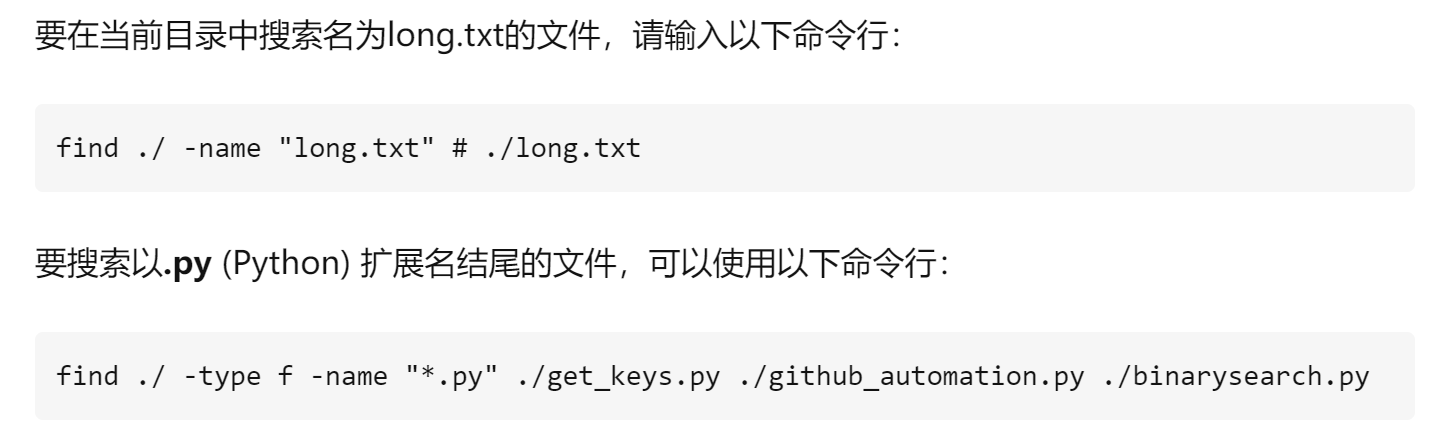 要在当前目录中搜索名为long.txt的文件，请输入以下命令行：
find ./ -name "long.txt" # ./long.txt
要搜索以.py (Python) 扩展名结尾的文件，可以使用以下命令行：
find ./ -type f -name "*.py" ./get_keys.py ./github_automation.py ./binarysearch.py